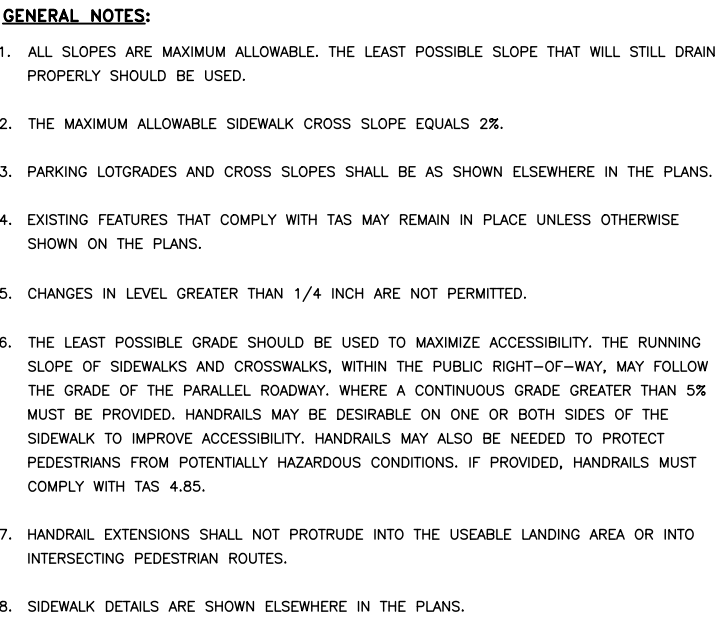 GENERAL NOTES:
1. ALL SLOPES ARE MAXIMUM ALLOWABLE. THE LEAST POSSIBLE SLOPE THAT WILL STILL DRAIN
PROPERLY SHOULD BE USED.
2. THE MAXIMUM ALLOWABLE SIDEWALK CROSS SLOPE EQUALS 2%.
3. PARKING LOTGRADES AND CROSS SLOPES SHALL BE AS SHOWN ELSEWHERE IN THE PLANS.
4. EXISTING FEATURES THAT COMPLY WITH TAS MAY REMAIN IN PLACE UNLESS OTHERWISE
SHOWN ON THE PLANS.
5. CHANGES IN LEVEL GREATER THAN 1/4 INCH ARE NOT PERMITTED.
6. THE LEAST POSSIBLE GRADE SHOULD BE USED TO MAXIMIZE ACCESSIBILITY. THE RUNNING
SLOPE OF SIDEWALKS AND CROSSWALKS, WITHIN THE PUBLIC RIGHT-OF-WAY, MAY FOLLOW
THE GRADE OF THE PARALLEL ROADWAY. WHERE A CONTINUOUS GRADE GREATER THAN 5%
MUST BE PROVIDED. HANDRAILS MAY BE DESIRABLE ON ONE OR BOTH SIDES OF THE
SIDEWALK TO IMPROVE ACCESSIBILITY. HANDRAILS MAY ALSO BE NEEDED TO PROTECT
PEDESTRIANS FROM POTENTIALLY HAZARDOUS CONDITIONS. IF PROVIDED, HANDRAILS MUST
COMPLY WITH TAS 4.85.
7. HANDRAIL EXTENSIONS SHALL NOT PROTRUDE INTO THE USEABLE LANDING AREA OR INTO
INTERSECTING PEDESTRIAN ROUTES.
8. SIDEWALK DETAILS ARE SHOWN ELSEWHERE IN THE PLANS.